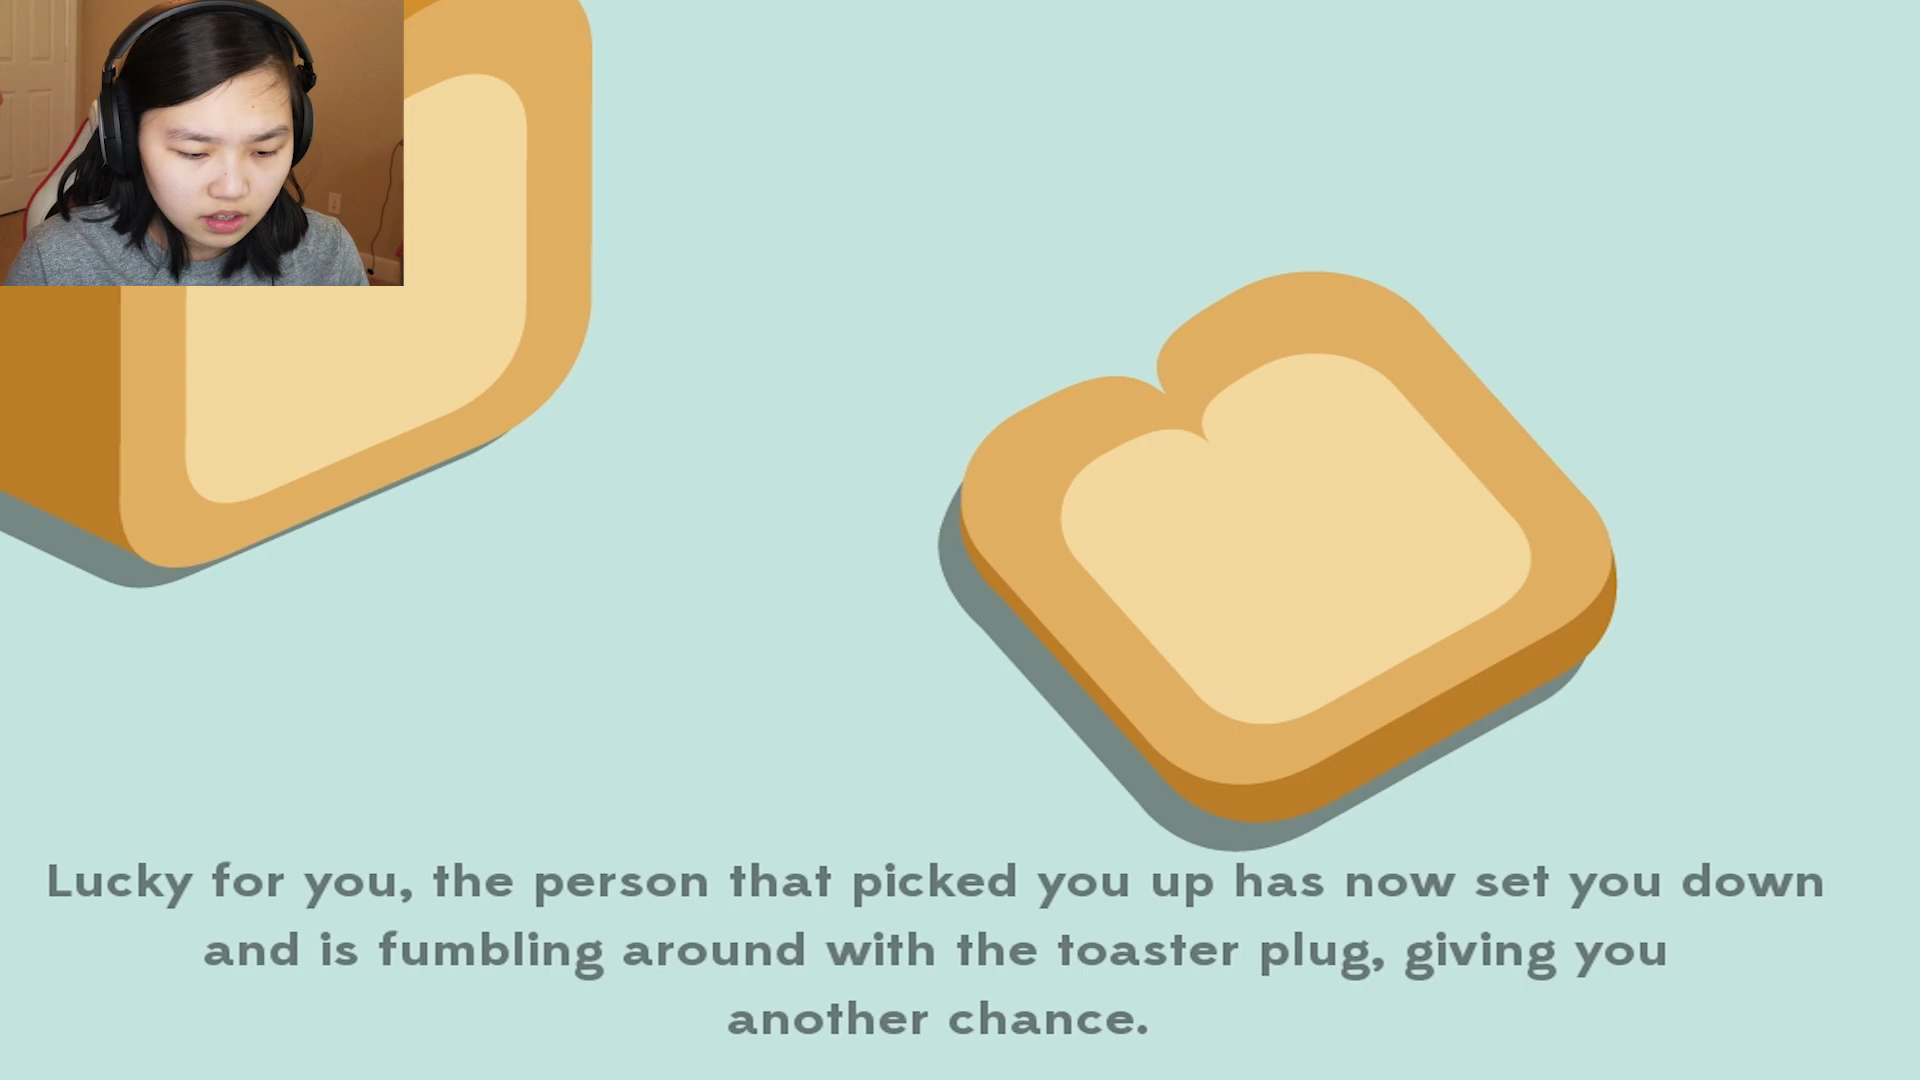 Lucky for you, the person that picked you up has now set you down
and is fumbling around with the toaster plug, giving you
another chance.